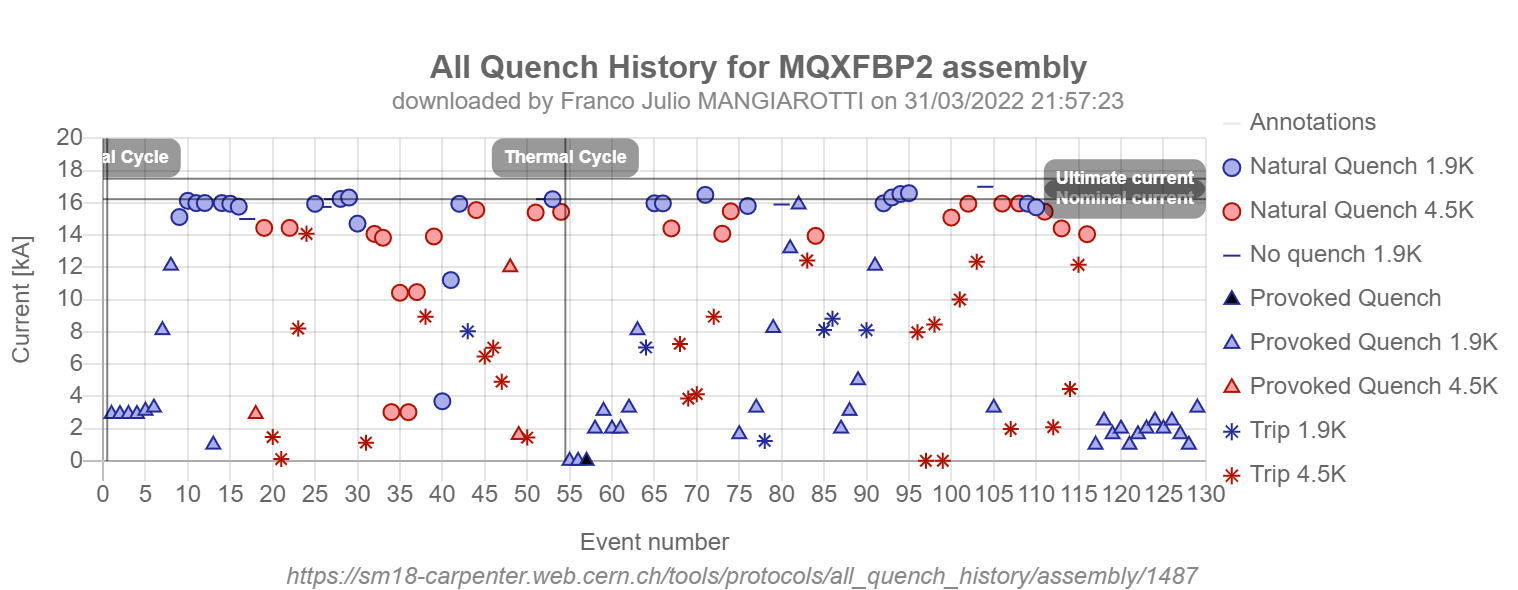 All Quench History for MQXFBP2 assembly
downloaded by Franco Julio MANGIAROTTI on 31/03/2022 21:57:23
Annotations
Natural Quench 1.9K
Natural Quench 4.5K
No quench 1.9K
Provoked Quench
Provoked Quench 1.9K
Provoked Quench 4.5K
Trip 1.9K
Trip 4.5K
al Cycle
Thermal Cycle
Ultimate current
Nominal current
Current [kA]
20
18
16
14
12
10
8
6
4
2
0
0 5 10 15 20 25 30 35 40 45 50 55 60 65 70 75 80 85 90 95 100 105 110 115 120 125 130
Event number
https://sm18-carpenter.web.cern.ch/tools/protocols/all_quench_history/assembly/1487